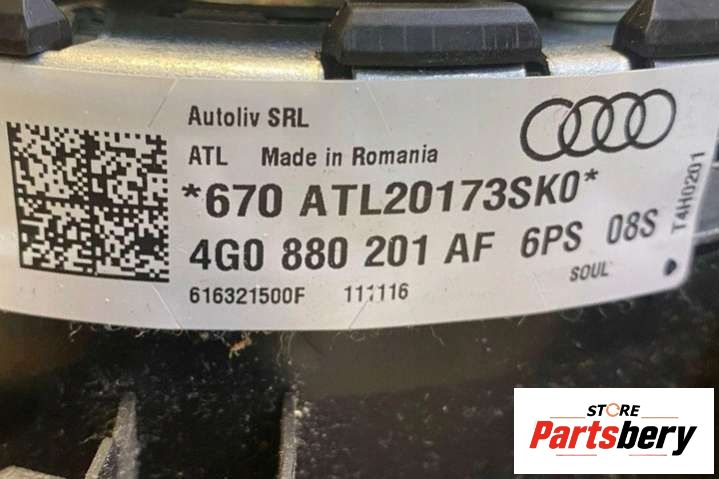 Autoliv SRL
ATL Made in Romania
*670 ATL20173SK0*
4G0 880 201 AF 6PS 08S
SOUL
616321500F 111116
T4H0201
STORE
Partsbery